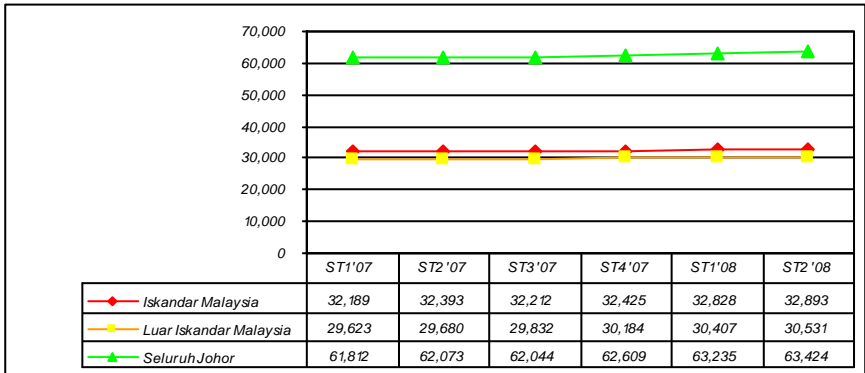 70,000
60,000
50,000
40,000
30,000
20,000
10,000
0
ST1'07 ST2'07 ST3'07 ST4'07 ST1'08 ST2'08
Iskandar Malaysia 32,189 32,393 32,212 32,425 32,828 32,893
Luar Iskandar Malaysia 29,623 29,680 29,832 30,184 30,407 30,531
Seluruh Johor 61,812 62,073 62,044 62,609 63,235 63,424